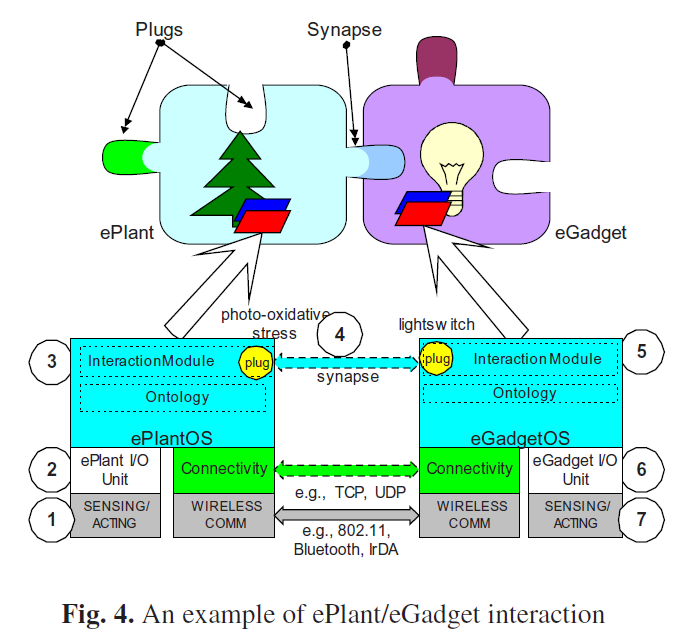 Plugs
Synapse
ePlant
eGadget
photo-oxidative
stress
4
lightswitch
3
InteractionModule
plug
synapse
plug
Interaction Module
5
Ontology
Ontology
ePlantOS
eGadgetOS
2
ePlant I/O
Unit
Connectivity
Connectivity
eGadget I/O
Unit
6
e.g., TCP, UDP
1
SENSING/
ACTING
WIRELESS
COMM
e.g., 802.11,
Bluetooth, IrDA
WIRELESS
COMM
SENSING/
ACTING
7
Fig. 4. An example of ePlant/eGadget interaction